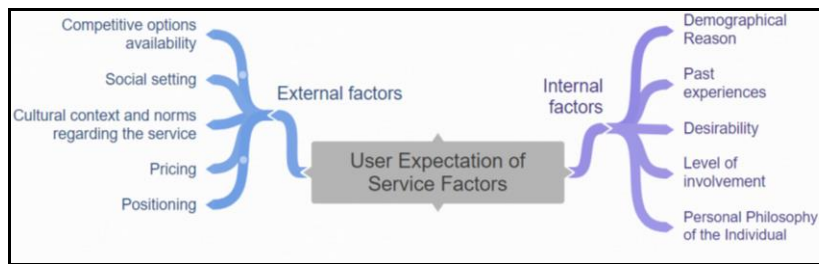 Competitive options
availability
Social setting
Cultural context and norms
regarding the service
Pricing
Positioning
External factors
User Expectation of
Service Factors
Internal
factors
Demographical
Reason
Past
experiences
Desirability
Level of
involvement
Personal Philosophy
of the Individual